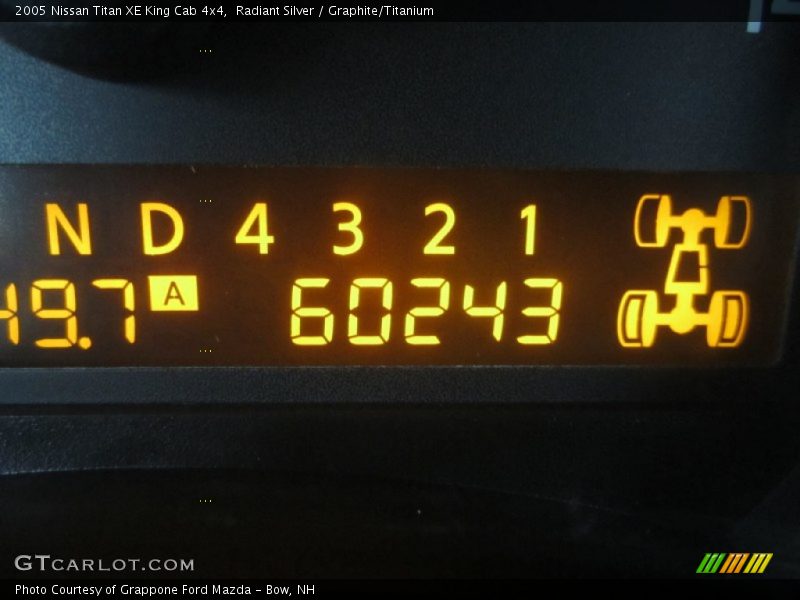 2005 Nissan Titan XE King Cab 4x4,  Radiant Silver / Graphite/Titanium
N D 4 3 2 1
49.7 A 60243
GTCARLOT.COM
Photo Courtesy of Grappone Ford Mazda - Bow, NH